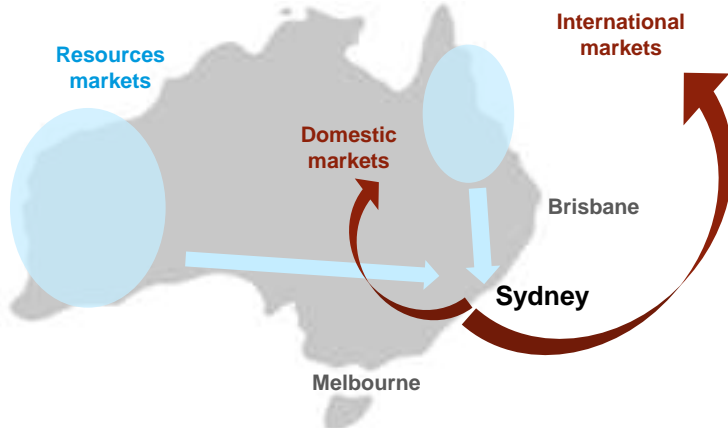 International
markets
Resources
markets
Domestic
markets
Brisbane
Sydney
Melbourne